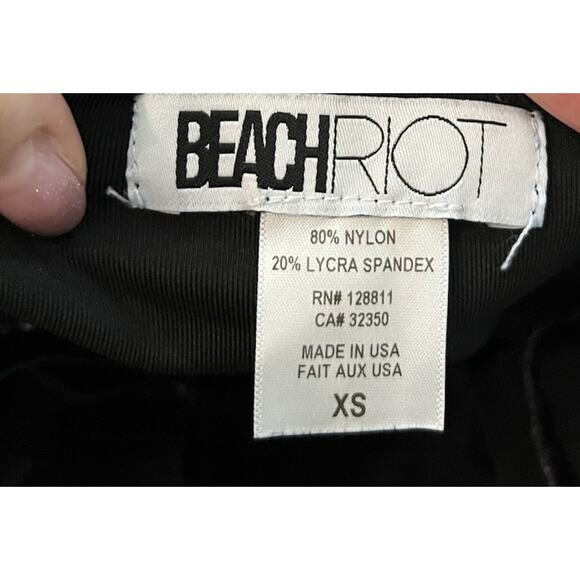 BEACHRIOT
80% NYLON
20% LYCRA SPANDEX
RN# 128811
CA# 32350
MADE IN USA
FAIT AUX USA
XS